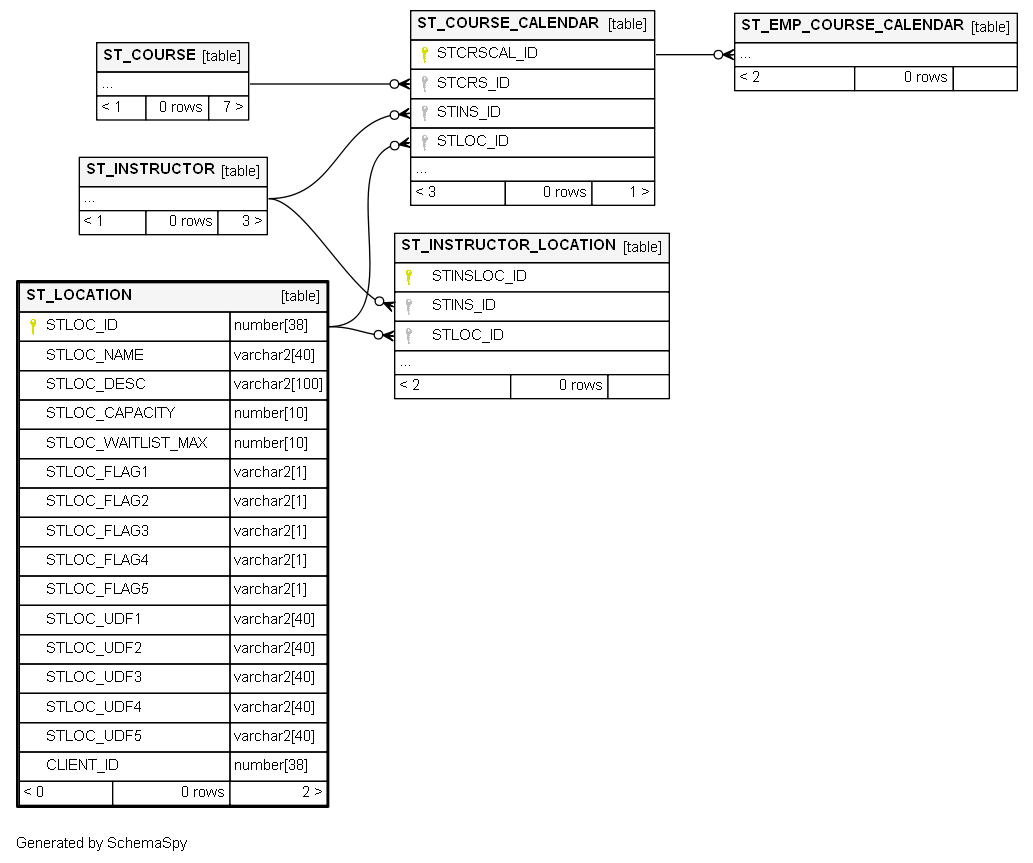 ST_COURSE [table]
...
< 1 0 rows 7 >
ST_INSTRUCTOR [table]
...
< 1 0 rows 3 >
ST_LOCATION [table]
STLOC_ID number[38]
STLOC_NAME varchar2[40]
STLOC_DESC varchar2[100]
STLOC_CAPACITY number[10]
STLOC_WAITLIST_MAX number[10]
STLOC_FLAG1 varchar2[1]
STLOC_FLAG2 varchar2[1]
STLOC_FLAG3 varchar2[1]
STLOC_FLAG4 varchar2[1]
STLOC_FLAG5 varchar2[1]
STLOC_UDF1 varchar2[40]
STLOC_UDF2 varchar2[40]
STLOC_UDF3 varchar2[40]
STLOC_UDF4 varchar2[40]
STLOC_UDF5 varchar2[40]
CLIENT_ID number[38]
< 0 0 rows 2 >
ST_COURSE_CALENDAR [table]
STCRSCAL_ID
STCRS_ID
STINS_ID
STLOC_ID
...
< 3 0 rows 1 >
ST_INSTRUCTOR_LOCATION [table]
STINSLOC_ID
STINS_ID
STLOC_ID
...
< 2 0 rows
ST_EMP_COURSE_CALENDAR [table]
...
< 2 0 rows
Generated by SchemaSpy